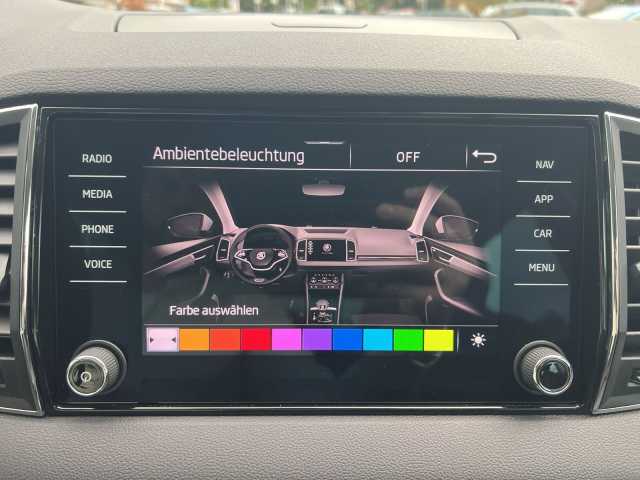 RADIO
MEDIA
PHONE
VOICE
Ambientebeleuchtung
OFF
Farbe auswählen
NAV
APP
CAR
MENU